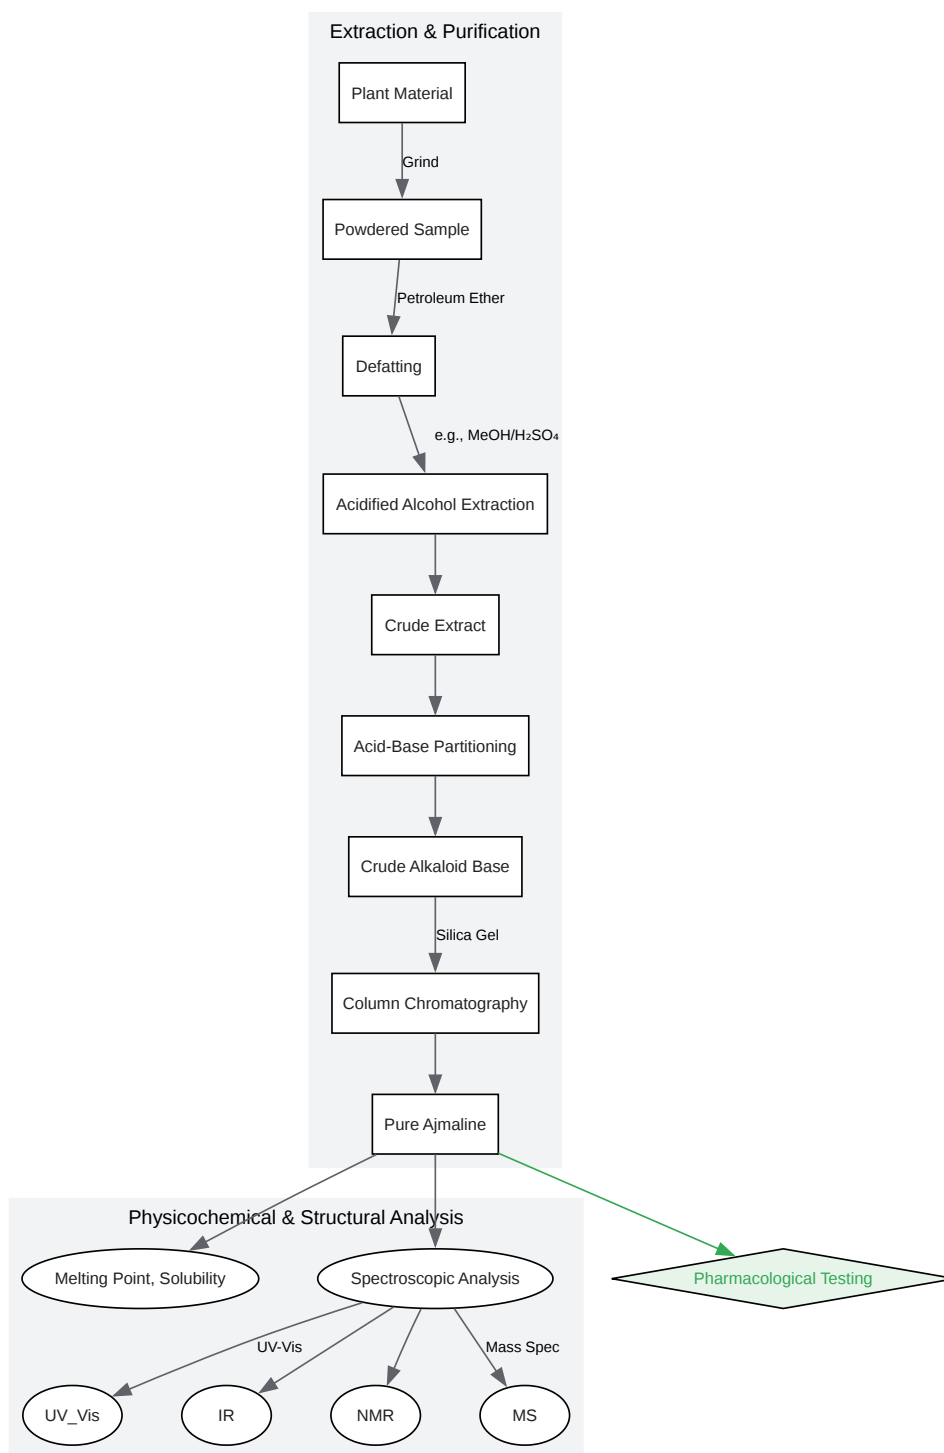 Extraction & Purification
Plant Material
Grind
Powdered Sample
Petroleum Ether
Defatting
e.g., MeOH/H₂SO₄
Acidified Alcohol Extraction
Crude Extract
Acid-Base Partitioning
Crude Alkaloid Base
Silica Gel
Column Chromatography
Pure Ajmaline
Physicochemical & Structural Analysis
Melting Point, Solubility
Spectroscopic Analysis
Pharmacological Testing
UV-Vis
Mass Spec
UV_Vis
IR
NMR
MS